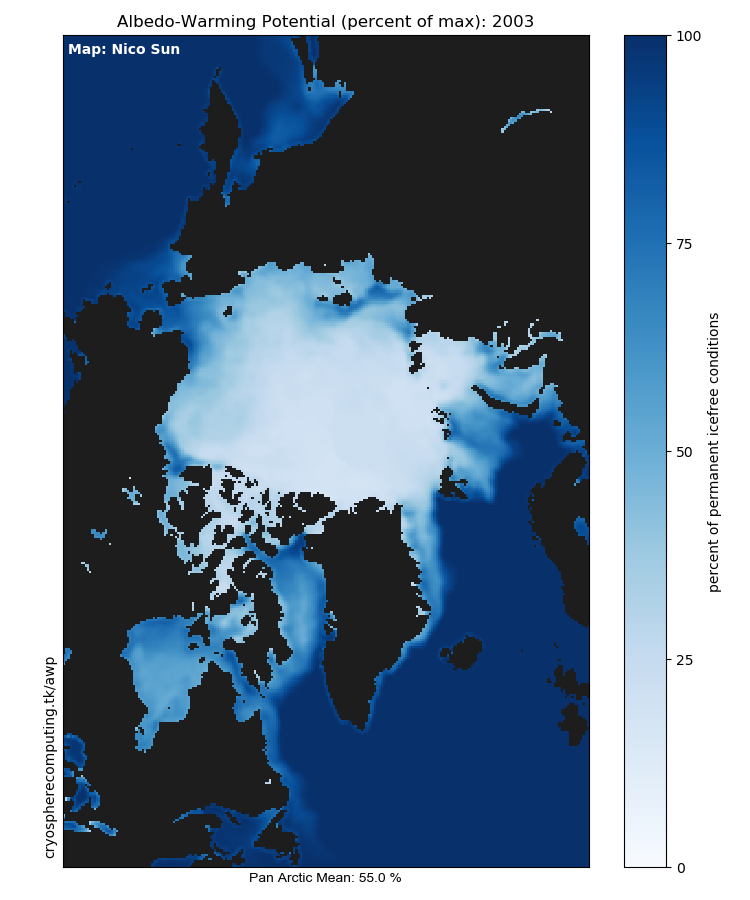 Albedo-Warming Potential (percent of max): 2003
Map: Nico Sun
100
75
50
25
0
percent of permanent icefree conditions
cryospherecomputing.tk/awp
Pan Arctic Mean: 55.0 %